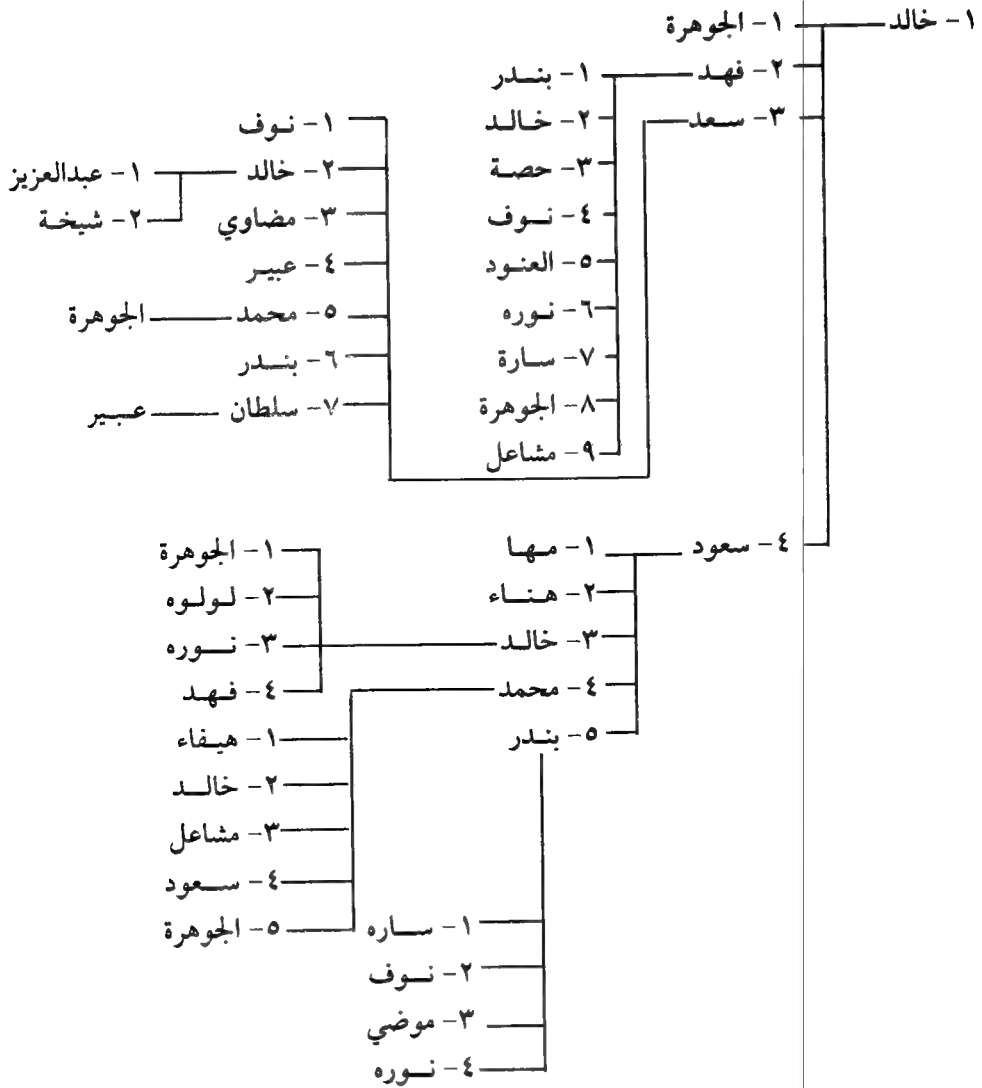 ١- خالد
١- الجوهرة
٢- فهد
٣- سعد
١- بندر
٢- خالد
٣- حصة
٤- نوف
٥- العنود
٦- نوره
٧- سارة
٨- الجوهرة
٩- مشاعل
١- نوف
٢- خالد
٣- مضاوي
٤- عبير
٥- محمد
٦- بندر
٧- سلطان
١- عبدالعزيز
٢- شيخة
الجوهرة
عبير
٤- سعود
١- مها
٢- هناء
٣- خالد
٤- محمد
٥- بندر
١- الجوهرة
٢- لولوه
٣- نوره
٤- فهد
١- هيفاء
٢- خالد
٣- مشاعل
٤- سعود
٥- الجوهرة
١- ساره
٢- نوف
٣- موضي
٤- نوره